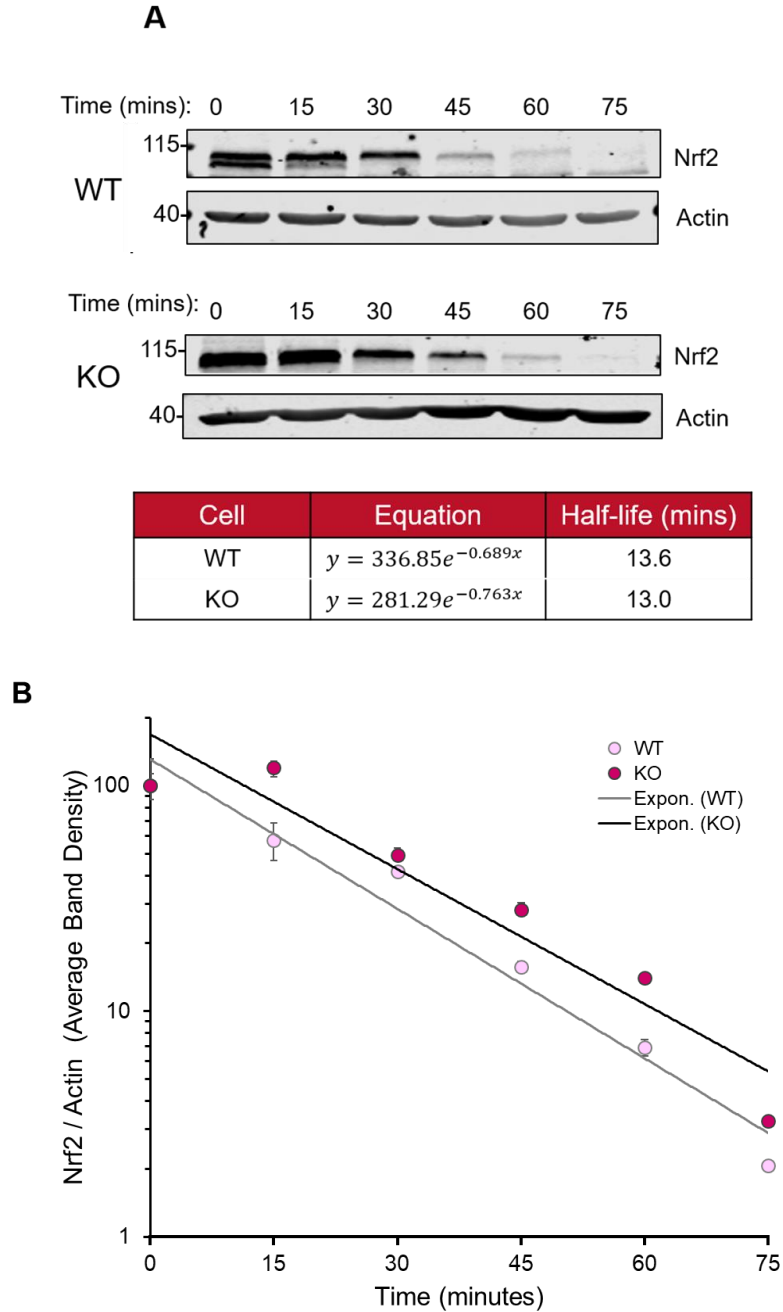 A
Time (mins): 0 15 30 45 60 75
115
Nrf2
WT
40
Actin
Time (mins): 0 15 30 45 60 75
115
Nrf2
KO
40
Actin
Cell Equation Half-life (mins)
WT y = 336.85e^{-0.689x} 13.6
KO y = 281.29e^{-0.763x} 13.0
B
Nrf2 / Actin (Average Band Density)
100
10
1
WT
KO
Expon. (WT)
Expon. (KO)
0 15 30 45 60 75
Time (minutes)